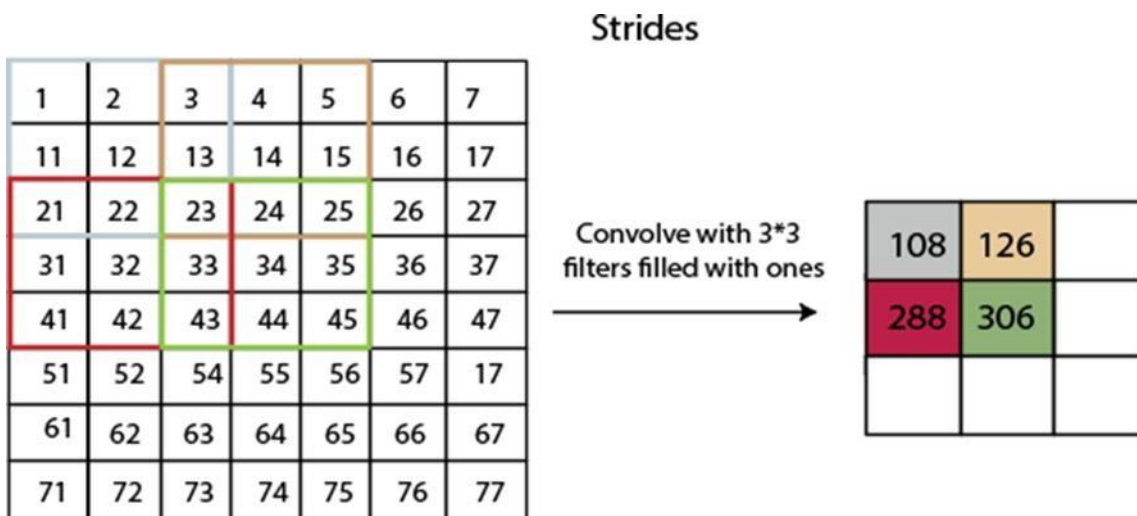 Strides
1 2 3 4 5 6 7
11 12 13 14 15 16 17
21 22 23 24 25 26 27
31 32 33 34 35 36 37
41 42 43 44 45 46 47
51 52 54 55 56 57 17
61 62 63 64 65 66 67
71 72 73 74 75 76 77
Convolve with 3*3
filters filled with ones
108 126
288 306